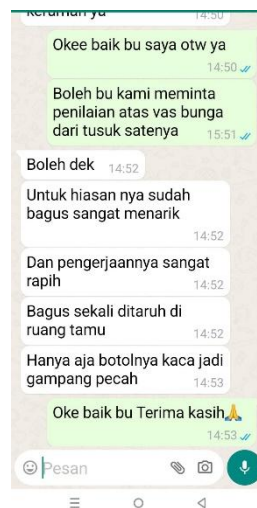 14:50
Okee baik bu saya otw ya
14:50
Boleh bu kami meminta
penilaian atas vas bunga
dari tusuk satenya 15:51
Boleh dek 14:52
Untuk hiasan nya sudah
bagus sangat menarik
14:52
Dan pengerjaannya sangat
rapih 14:52
Bagus sekali ditaruh di
ruang tamu 14:52
Hanya aja botolnya kaca jadi
gampang pecah 14:53
Oke baik bu Terima kasih🙏
14:53
Pesan